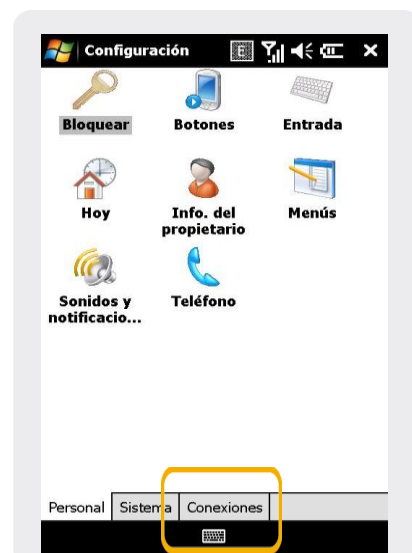 Configuración
E
Bloquear
Botones
Entrada
Hoy
Info. del
propietario
Menús
Sonidos y
notificacio...
Teléfono
Personal Sistema Conexiones